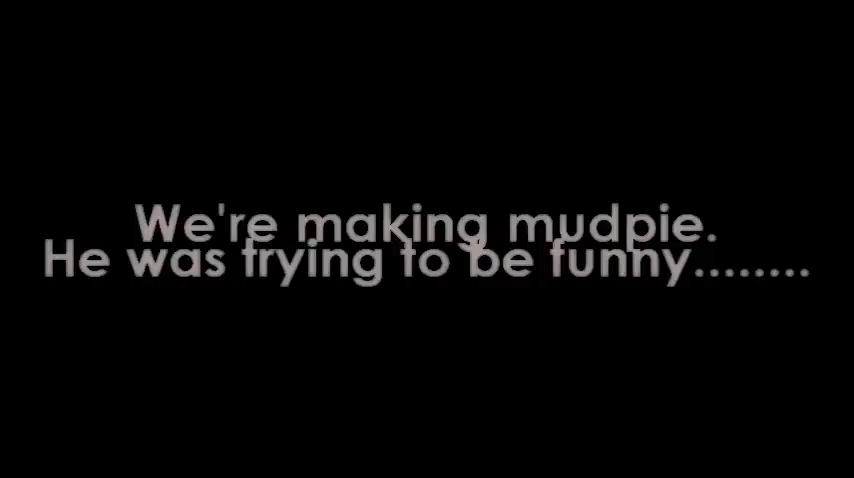 We're making mudpie.
He was trying to be funny........